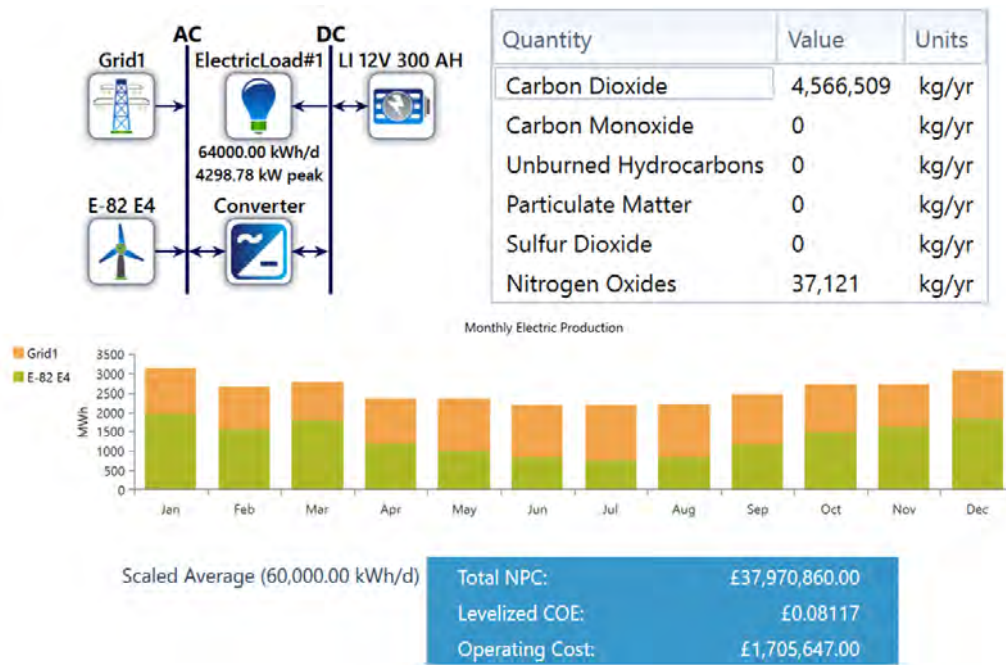 AC DC
Grid1 ElectricLoad#1 LI 12V 300 AH
64000.00 kWh/d
4298.78 kW peak
E-82 E4 Converter
Quantity Value Units
Carbon Dioxide 4,566,509 kg/yr
Carbon Monoxide 0 kg/yr
Unburned Hydrocarbons 0 kg/yr
Particulate Matter 0 kg/yr
Sulfur Dioxide 0 kg/yr
Nitrogen Oxides 37,121 kg/yr
Monthly Electric Production
Grid1
E-82 E4
MWh
3500
3000
2500
2000
1500
1000
500
0
Jan Feb Mar Apr May Jun Jul Aug Sep Oct Nov Dec
Scaled Average (60,000.00 kWh/d)
Total NPC: £37,970,860.00
Levelized COE: £0.08117
Operating Cost: £1,705,647.00